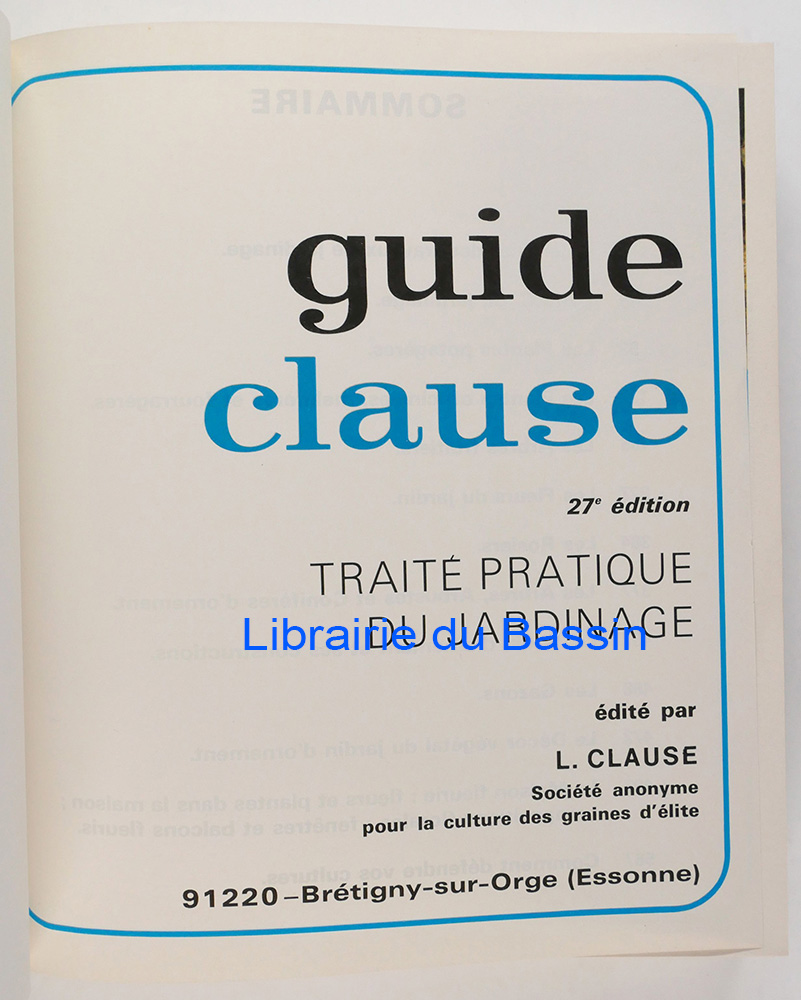 SOMMAIRE
guide
clause
27e édition
TRAITÉ PRATIQUE
DU JARDINAGE
Librairie du Bassin
édité par
L. CLAUSE
Société anonyme
pour la culture des graines d'élite
91220–Brétigny-sur-Orge (Essonne)